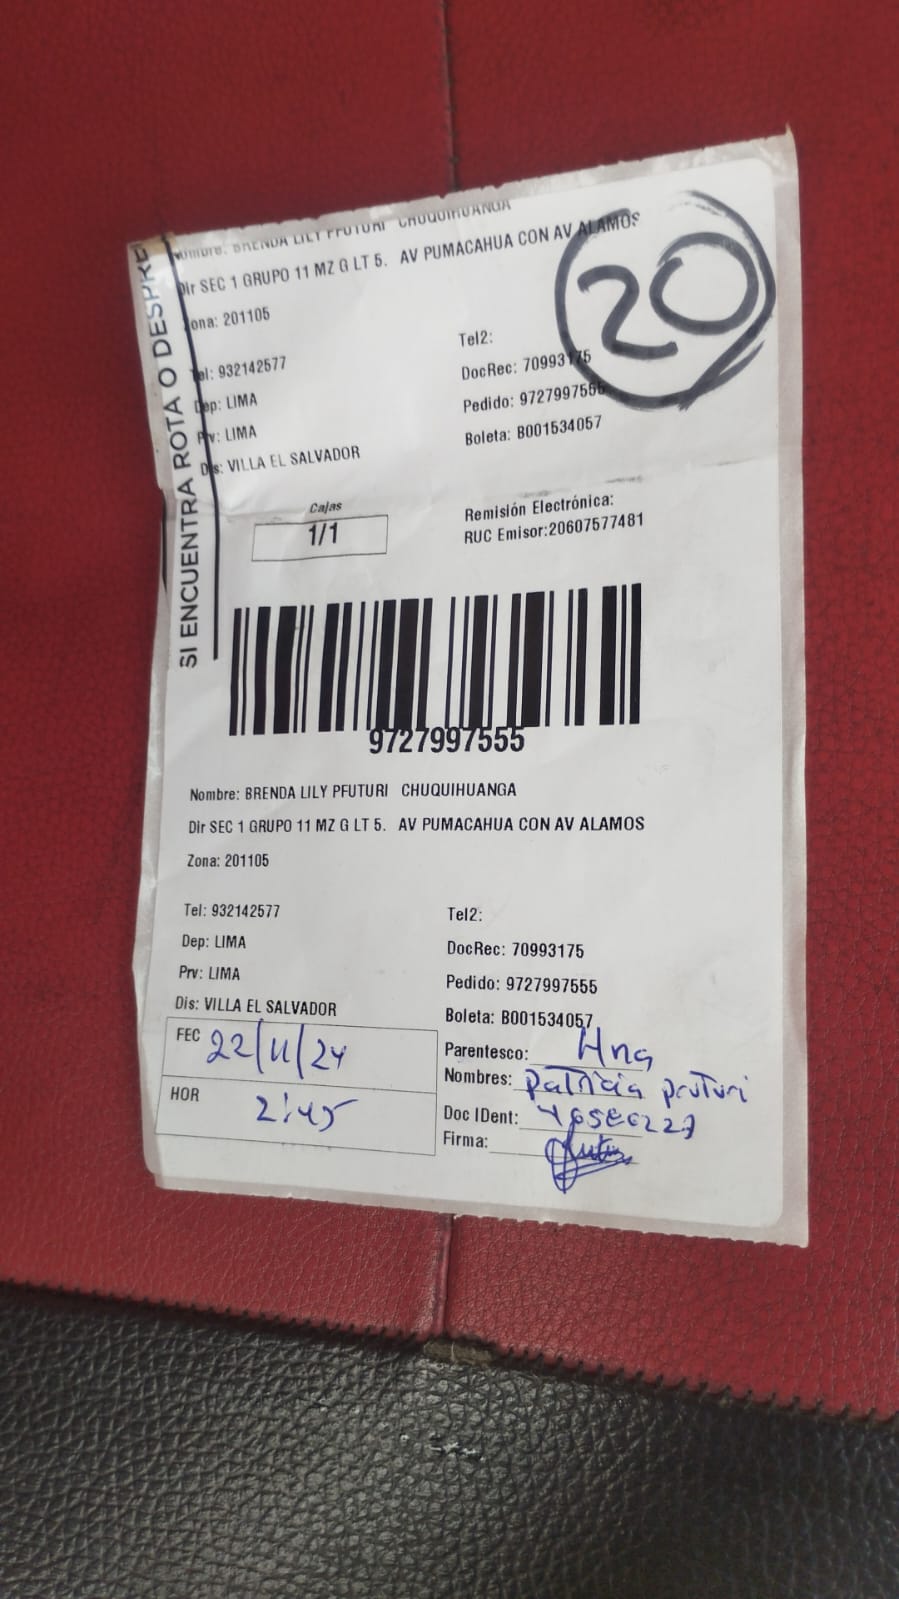 SI ENCUENTRA ROTA O DESPRE
Nombre: BRENDA LILY PFUTURI CHUQUIHUANGA
Dir SEC 1 GRUPO 11 MZ G LT 5. AV PUMACAHUA CON AV ALAMOS
Zona: 201105
20
Tel: 932142577
Tel2:
Dep: LIMA
DocRec: 70993175
Prv: LIMA
Pedido: 9727997555
Dis: VILLA EL SALVADOR
Boleta: B001534057
Cajas
1/1
Remisión Electrónica:
RUC Emisor:20607577481
9727997555
Nombre: BRENDA LILY PFUTURI CHUQUIHUANGA
Dir SEC 1 GRUPO 11 MZ G LT 5. AV PUMACAHUA CON AV ALAMOS
Zona: 201105
Tel: 932142577
Tel2:
Dep: LIMA
DocRec: 70993175
Prv: LIMA
Pedido: 9727997555
Dis: VILLA EL SALVADOR
Boleta: B001534057
FEC 22/11/24
HOR 2:45
Parentesco: Hna
Nombres: Patricia Pfuturi
Doc IDent:
Firma: